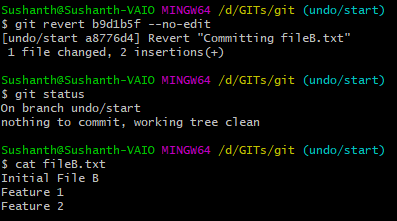 Sushanth@Sushanth-VAIO MINGW64 /d/GITs/git (undo/start)
$ git revert b9d1b5f --no-edit
[undo/start a8776d4] Revert "Committing fileB.txt"
 1 file changed, 2 insertions(+)
Sushanth@Sushanth-VAIO MINGW64 /d/GITs/git (undo/start)
$ git status
On branch undo/start
nothing to commit, working tree clean
Sushanth@Sushanth-VAIO MINGW64 /d/GITs/git (undo/start)
$ cat fileB.txt
Initial File B
Feature 1
Feature 2